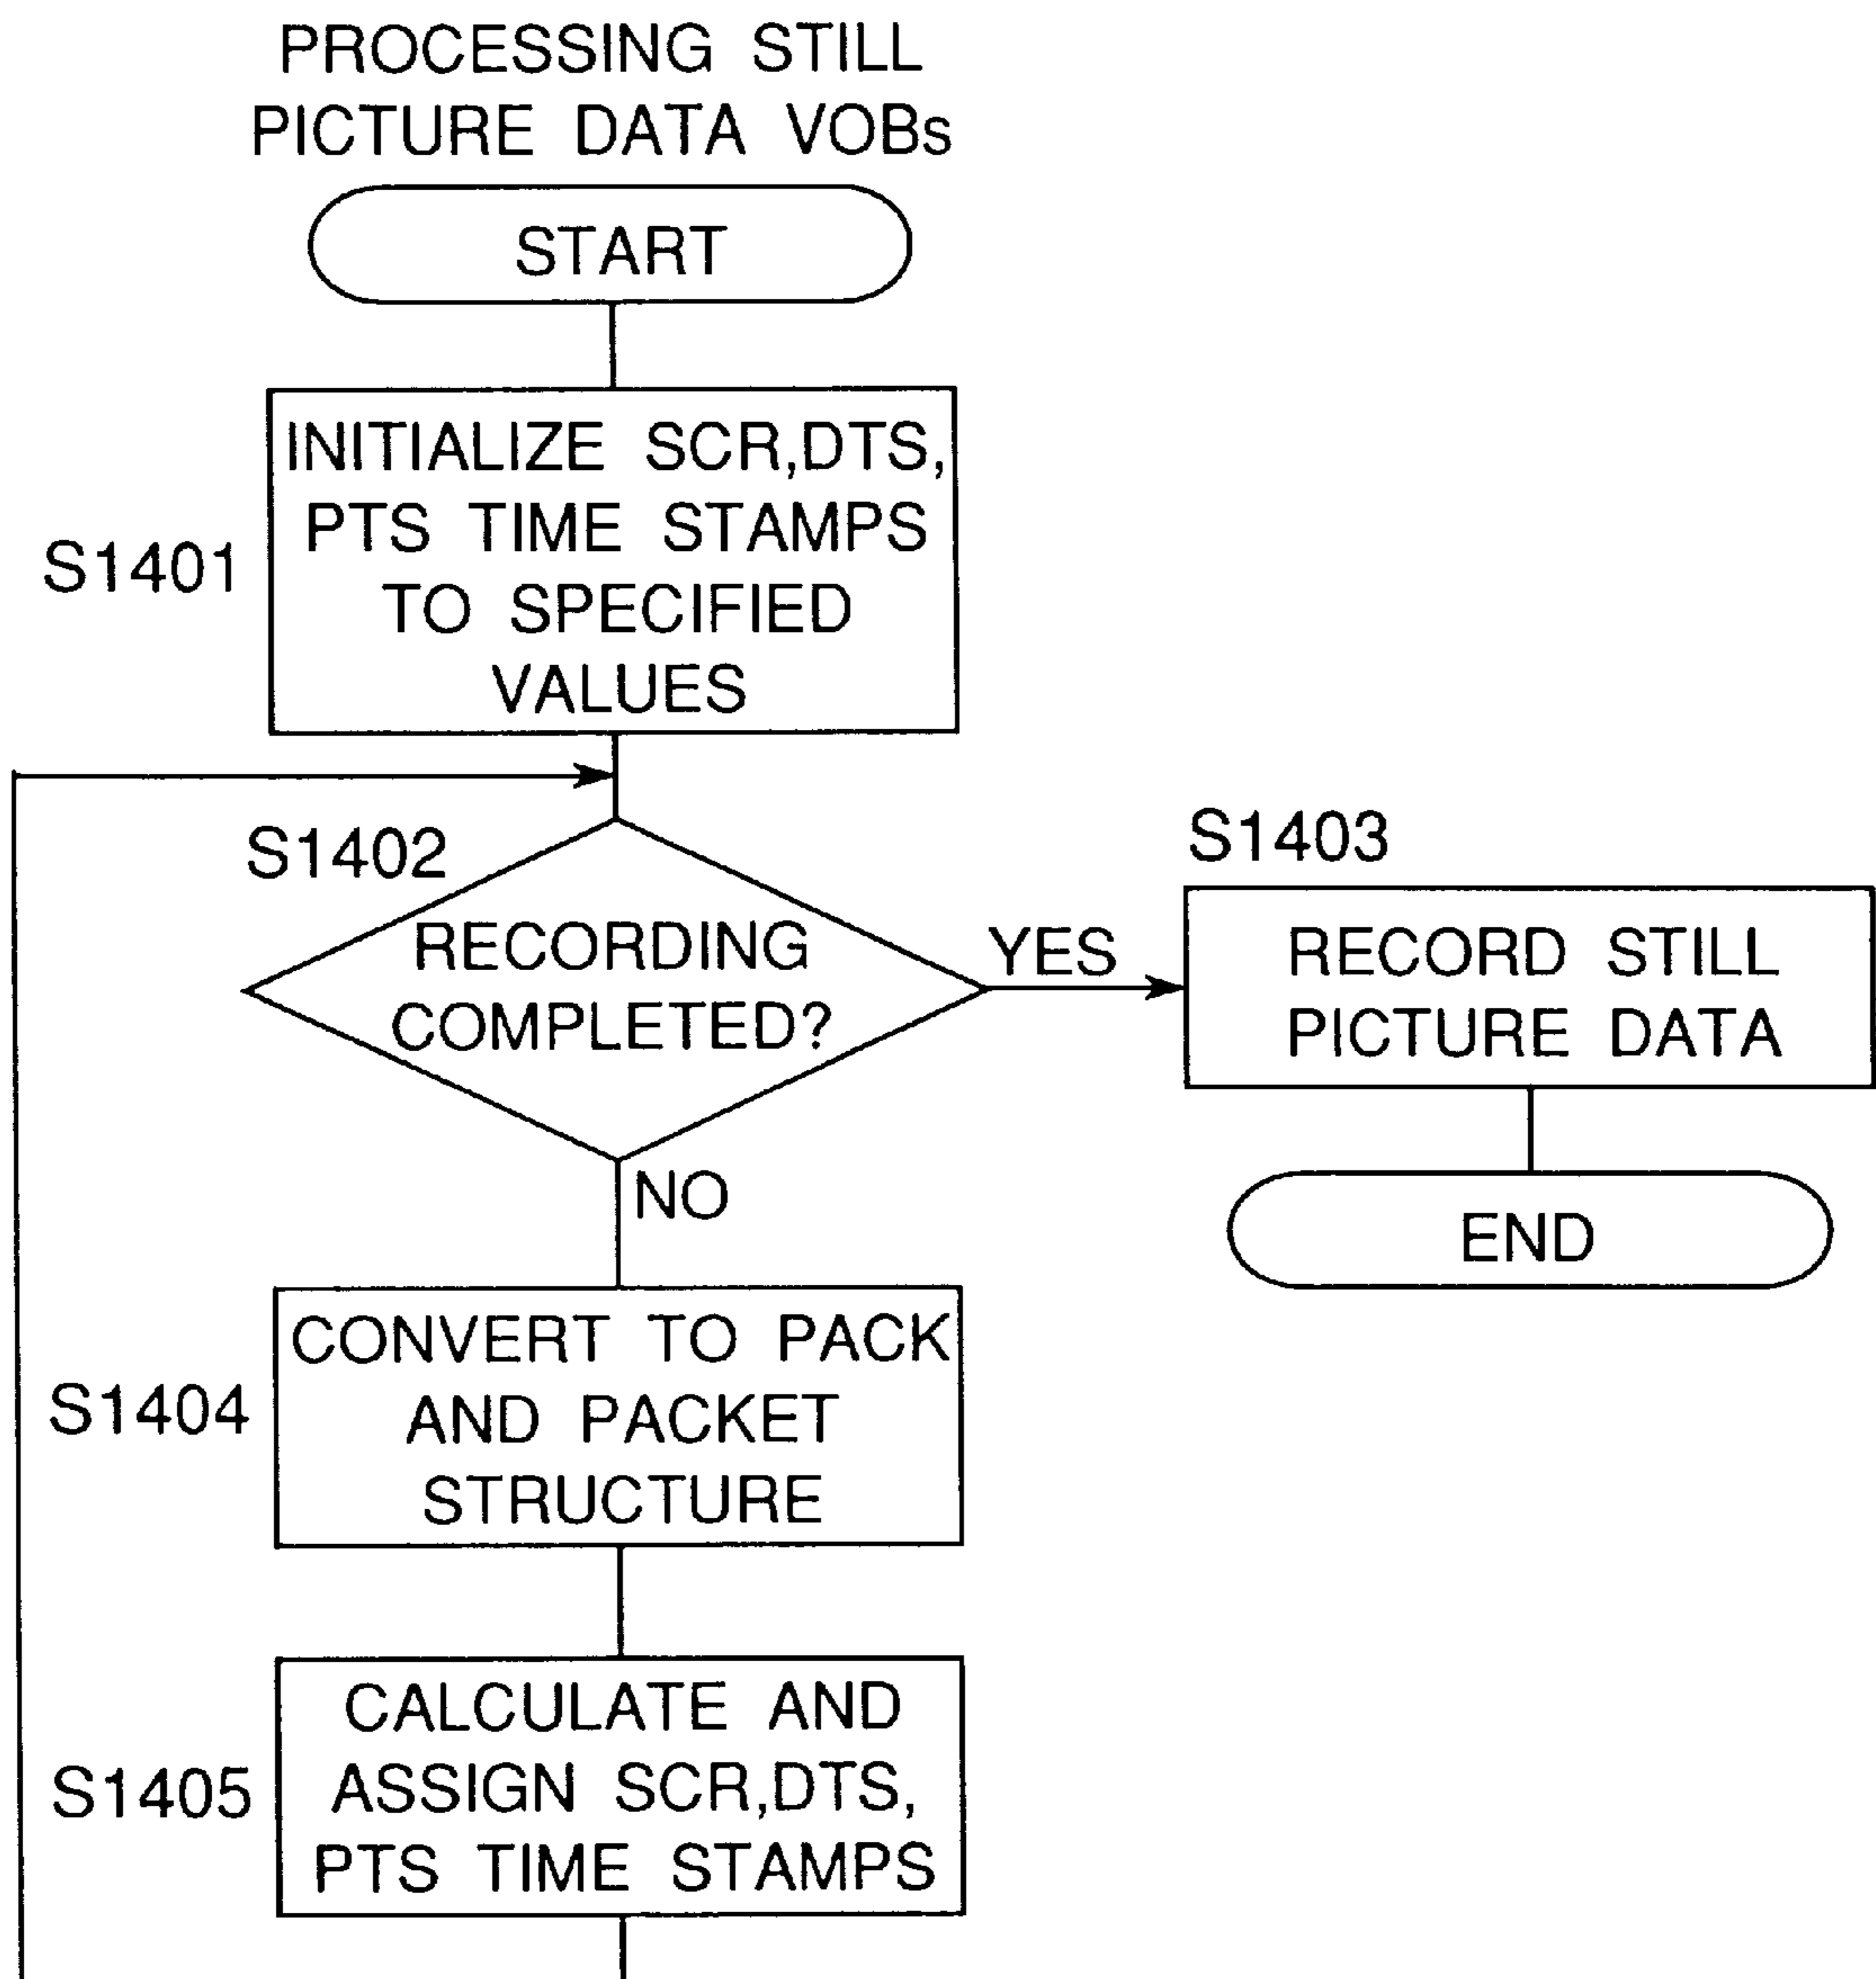 PROCESSING STILL
PICTURE DATA VOBs
START
S1401
INITIALIZE SCR,DTS,
PTS TIME STAMPS
TO SPECIFIED
VALUES
S1402
RECORDING
COMPLETED?
YES
S1403
RECORD STILL
PICTURE DATA
END
NO
S1404
CONVERT TO PACK
AND PACKET
STRUCTURE
S1405
CALCULATE AND
ASSIGN SCR,DTS,
PTS TIME STAMPS